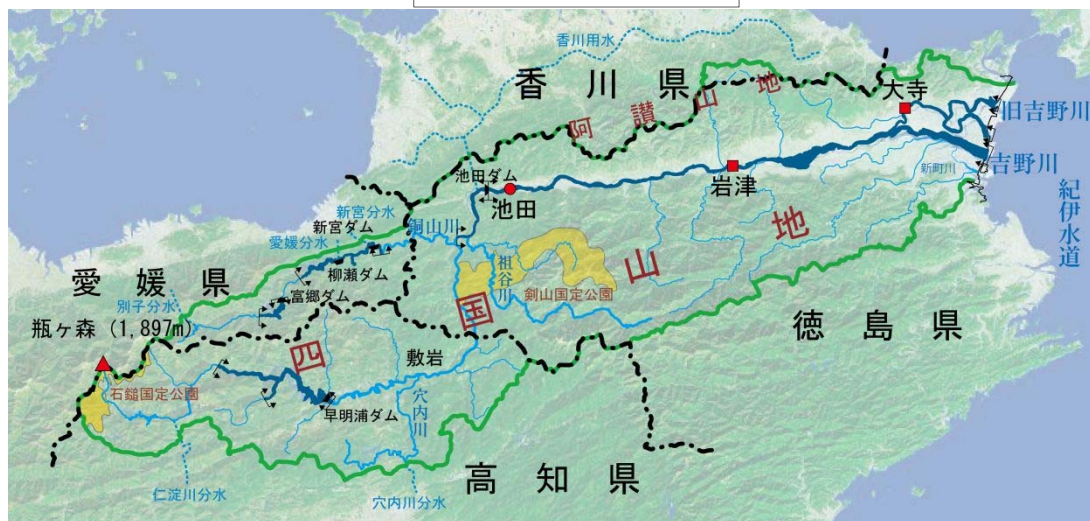 香川用水
香川県
阿讃山地
大寺
旧吉野川
吉野川
新町川
紀伊水道
岩津
池田ダム
池田
新宮分水
新宮ダム
銅山川
愛媛分水
柳瀬ダム
富郷ダム
別子分水
愛媛県
瓶ヶ森（1,897m）
祖谷川
剣山国定公園
四国山地
徳島県
敷岩
石鎚国定公園
早明浦ダム
穴内川
高知県
仁淀川分水
穴内川分水